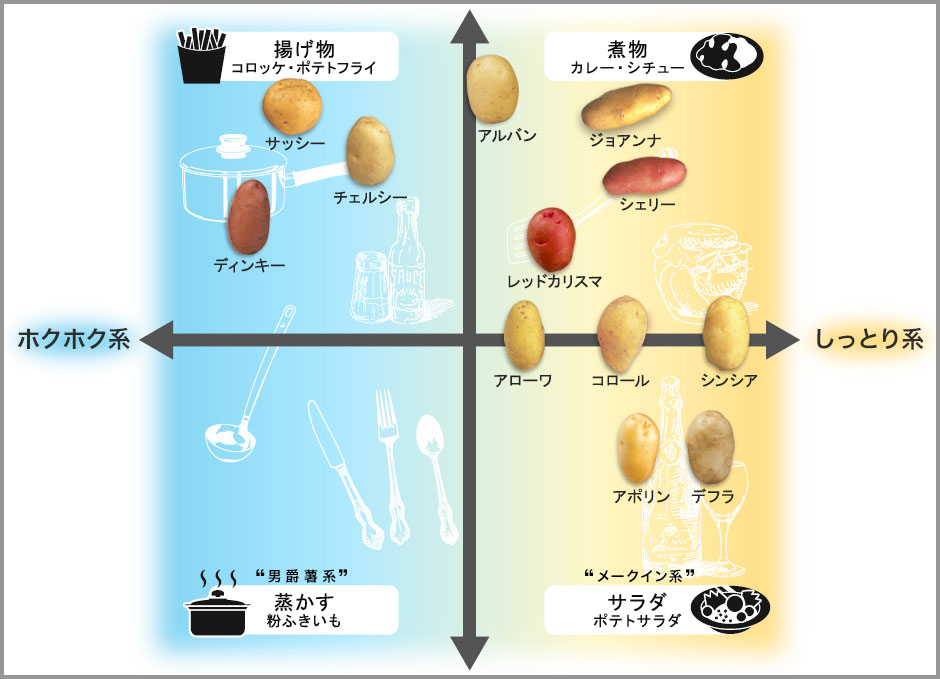 揚げ物
コロッケ・ポテトフライ
煮物
カレー・シチュー
アルバン
サッシー
ジョアンナ
チェルシー
シェリー
ディンキー
SAUCE
レッドカリスマ
ホクホク系
しっとり系
アローワ
コロール
シンシア
アポリン
デフラ
“男爵薯系”
蒸かす
粉ふきいも
“メークイン系”
サラダ
ポテトサラダ